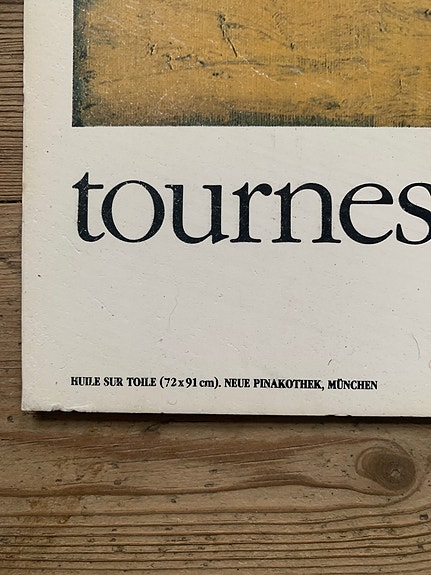 tournes
HUILE SUR TOILE (72 x 91 cm). NEUE PINAKOTHEK, MÜNCHEN